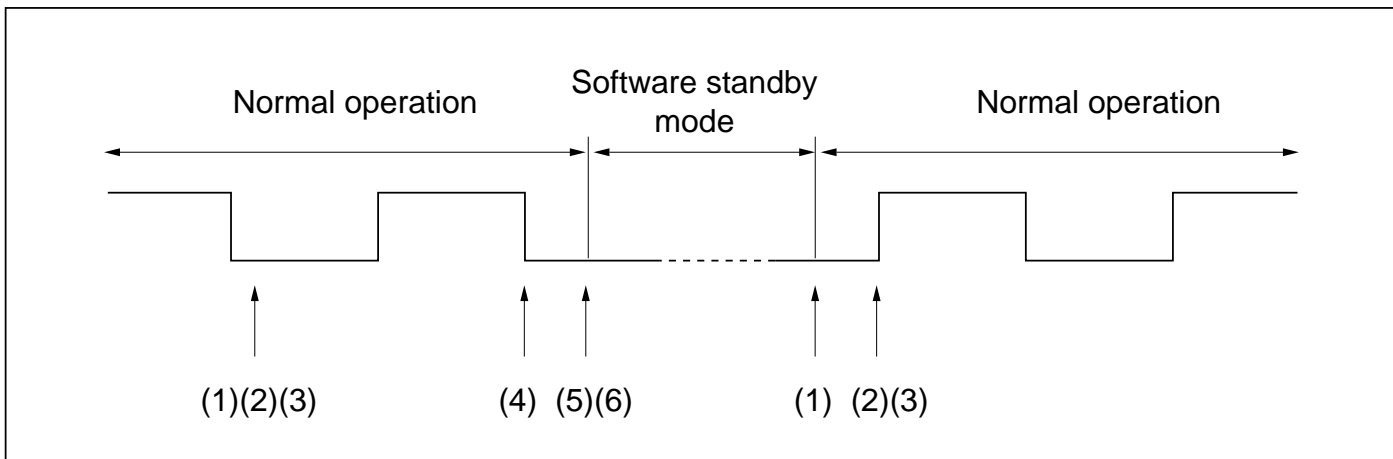 Normal operation
Software standby
mode
Normal operation
(1)(2)(3)
(4)
(5)(6)
(1)
(2)(3)